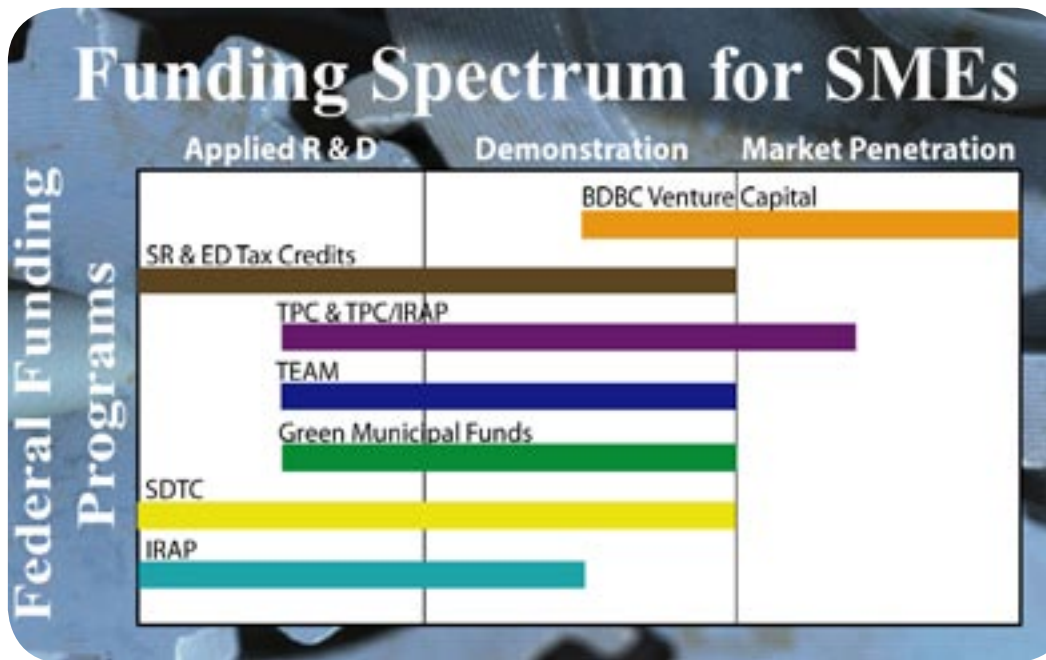 Funding Spectrum for SMEs
Applied R & D Demonstration Market Penetration
Federal Funding
Programs
BDBC Venture Capital
SR & ED Tax Credits
TPC & TPC/IRAP
TEAM
Green Municipal Funds
SDTC
IRAP